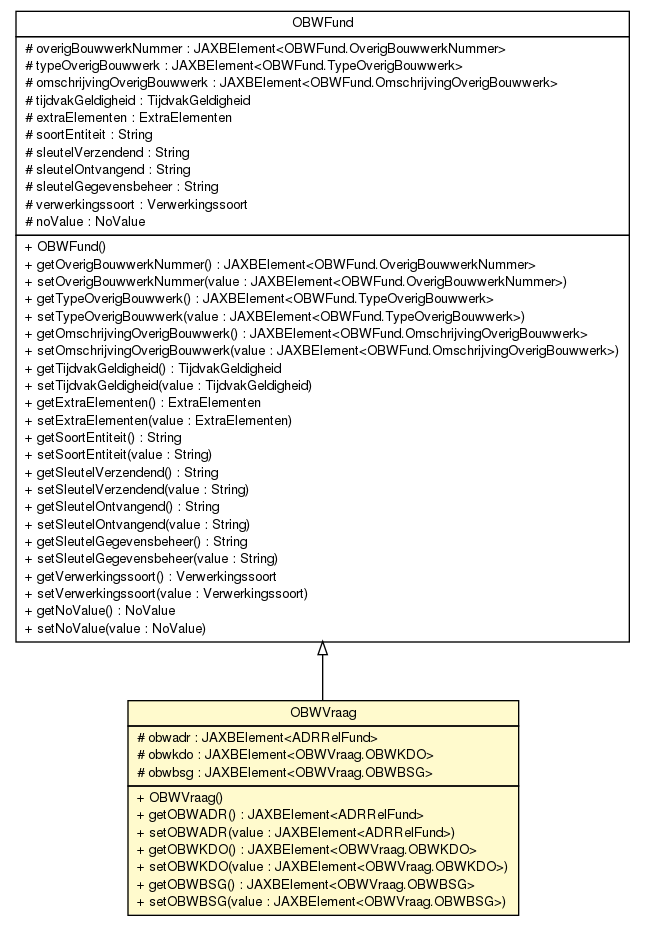 OBWFund
# overigBouwwerkNummer : JAXBElement<OBWFund.OverigBouwwerkNummer>
# typeOverigBouwwerk : JAXBElement<OBWFund.TypeOverigBouwwerk>
# omschrijvingOverigBouwwerk : JAXBElement<OBWFund.OmschrijvingOverigBouwwerk>
# tijdvakGeldigheid : TijdvakGeldigheid
# extraElementen : ExtraElementen
# soortEntiteit : String
# sleutelVerzendend : String
# sleutelOntvangend : String
# sleutelGegevensbeheer : String
# verwerkingssoort : Verwerkingssoort
# noValue : NoValue
+ OBWFund()
+ getOverigBouwwerkNummer() : JAXBElement<OBWFund.OverigBouwwerkNummer>
+ setOverigBouwwerkNummer(value : JAXBElement<OBWFund.OverigBouwwerkNummer>)
+ getTypeOverigBouwwerk() : JAXBElement<OBWFund.TypeOverigBouwwerk>
+ setTypeOverigBouwwerk(value : JAXBElement<OBWFund.TypeOverigBouwwerk>)
+ getOmschrijvingOverigBouwwerk() : JAXBElement<OBWFund.OmschrijvingOverigBouwwerk>
+ setOmschrijvingOverigBouwwerk(value : JAXBElement<OBWFund.OmschrijvingOverigBouwwerk>)
+ getTijdvakGeldigheid() : TijdvakGeldigheid
+ setTijdvakGeldigheid(value : TijdvakGeldigheid)
+ getExtraElementen() : ExtraElementen
+ setExtraElementen(value : ExtraElementen)
+ getSoortEntiteit() : String
+ setSoortEntiteit(value : String)
+ getSleutelVerzendend() : String
+ setSleutelVerzendend(value : String)
+ getSleutelOntvangend() : String
+ setSleutelOntvangend(value : String)
+ getSleutelGegevensbeheer() : String
+ setSleutelGegevensbeheer(value : String)
+ getVerwerkingssoort() : Verwerkingssoort
+ setVerwerkingssoort(value : Verwerkingssoort)
+ getNoValue() : NoValue
+ setNoValue(value : NoValue)
OBWVraag
# obwadr : JAXBElement<ADRRelFund>
# obwkdo : JAXBElement<OBWVraag.OBWKDO>
# obwbsg : JAXBElement<OBWVraag.OBWBSG>
+ OBWVraag()
+ getOBWADR() : JAXBElement<ADRRelFund>
+ setOBWADR(value : JAXBElement<ADRRelFund>)
+ getOBWKDO() : JAXBElement<OBWVraag.OBWKDO>
+ setOBWKDO(value : JAXBElement<OBWVraag.OBWKDO>)
+ getOBWBSG() : JAXBElement<OBWVraag.OBWBSG>
+ setOBWBSG(value : JAXBElement<OBWVraag.OBWBSG>)